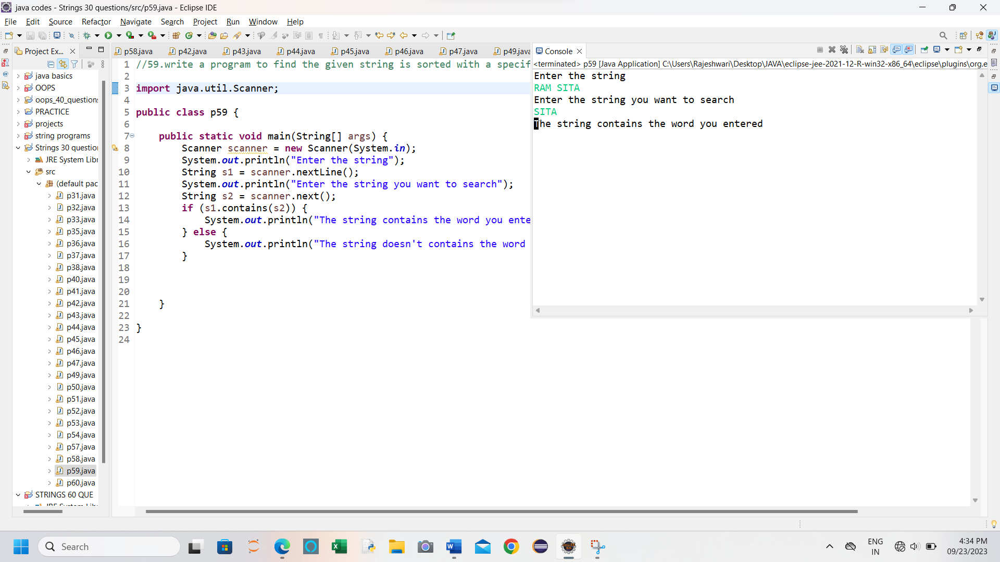 java codes - Strings 30 questions/src/p59.java - Eclipse IDE
File Edit Source Refactor Navigate Search Project Run Window Help
Project Ex...
p58.java p42.java p43.java p44.java p45.java p46.java p47.java p49.java
Console
<terminated> p59 [Java Application] C:\Users\Rajeshwari\Desktop\JAVA\eclipse-jee-2021-12-R-win32-x86_64\eclipse\plugins\org.e
Enter the string
RAM SITA
Enter the string you want to search
SITA
The string contains the word you entered
java basics
OOPS
oops_40_questions
PRACTICE
projects
string programs
Strings 30 question
JRE System Libr
src
(default pac
p31.java
p32.java
p33.java
p35.java
p36.java
p37.java
p38.java
p40.java
p41.java
p42.java
p43.java
p44.java
p45.java
p46.java
p47.java
p49.java
p50.java
p51.java
p52.java
p53.java
p54.java
p57.java
p58.java
p59.java
p60.java
STRINGS 60 QUE
1 //59.write a program to find the given string is sorted with a specif
2
3 import java.util.Scanner;
4
5 public class p59 {
6
7 public static void main(String[] args) {
8 Scanner scanner = new Scanner(System.in);
9 System.out.println("Enter the string");
10 String s1 = scanner.nextLine();
11 System.out.println("Enter the string you want to search");
12 String s2 = scanner.next();
13 if (s1.contains(s2)) {
14 System.out.println("The string contains the word you ente
15 } else {
16 System.out.println("The string doesn't contains the word
17 }
18
19
20
21 }
22
23 }
24
Search
ENG
IN
4:34 PM
09/23/2023